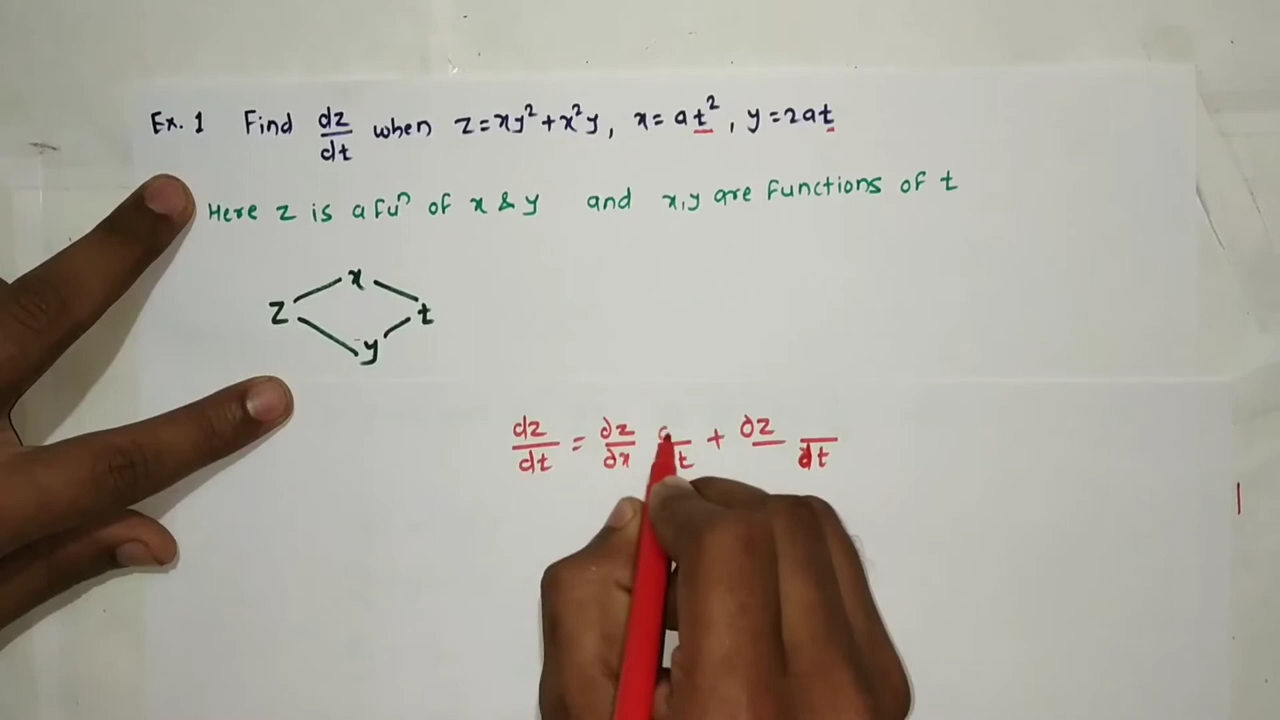 Ex. 1 Find dz/dt when z=xy²+x²y, x=at², y=2at
Here z is a fuⁿ of x & y and x,y are functions of t
x
z t
y
dz/dt = ∂z/∂x /dt + ∂z/ /dt